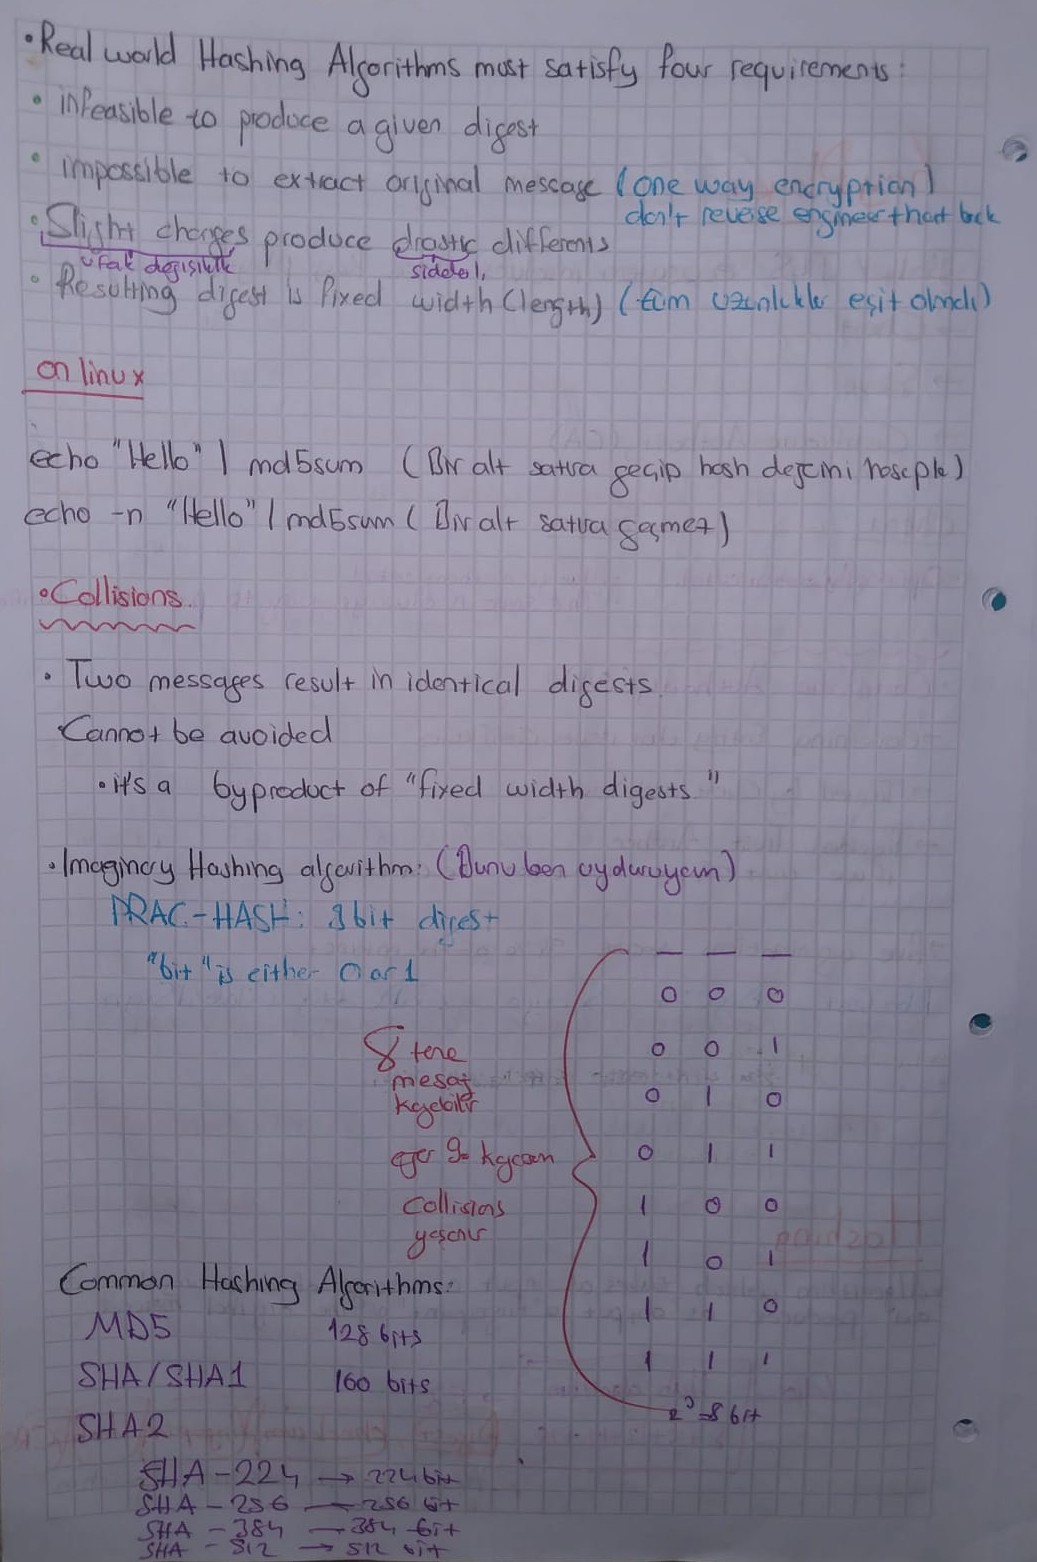 • Real world Hashing Algorithms must satisfy four requirements:
• infeasible to produce a given digest
• impossible to extract original message (one way encryption)
don't reverse engineer that back
• Slight changes produce drastic differents
ufak değişiklik
şiddetli,
• Resulting digest is fixed width (length) (tüm uzunluklar eşit olmalı)
on linux
echo "Hello" | md5sum (Bir alt satıra geçip hash değerini hesapla)
echo -n "Hello" | md5sum (Bir alt satıra geçmez)
• Collisions.
• Two messages result in identical digests.
Cannot be avoided
• it's a byproduct of "fixed width digests"
• Imaginary Hashing algorithm: (Bunu ben uyduruyorum)
PRAC-HASH: 3bit digest
"bit" is either 0 or 1
— — —
0 0 0
0 0 1
0 1 0
0 1 1
1 0 0
1 0 1
1 1 0
1 1 1
2³=8 bit
8 tane
mesaj
koyabilir
eğer 9. koyarsan
Collisions
yaşanır
Common Hashing Algorithms:
MD5 128 bits
SHA/SHA1 160 bits
SHA2
SHA-224 → 224 bit
SHA-256 — 256 bit
SHA-384 — 384 bit
SHA-512 → 512 bit